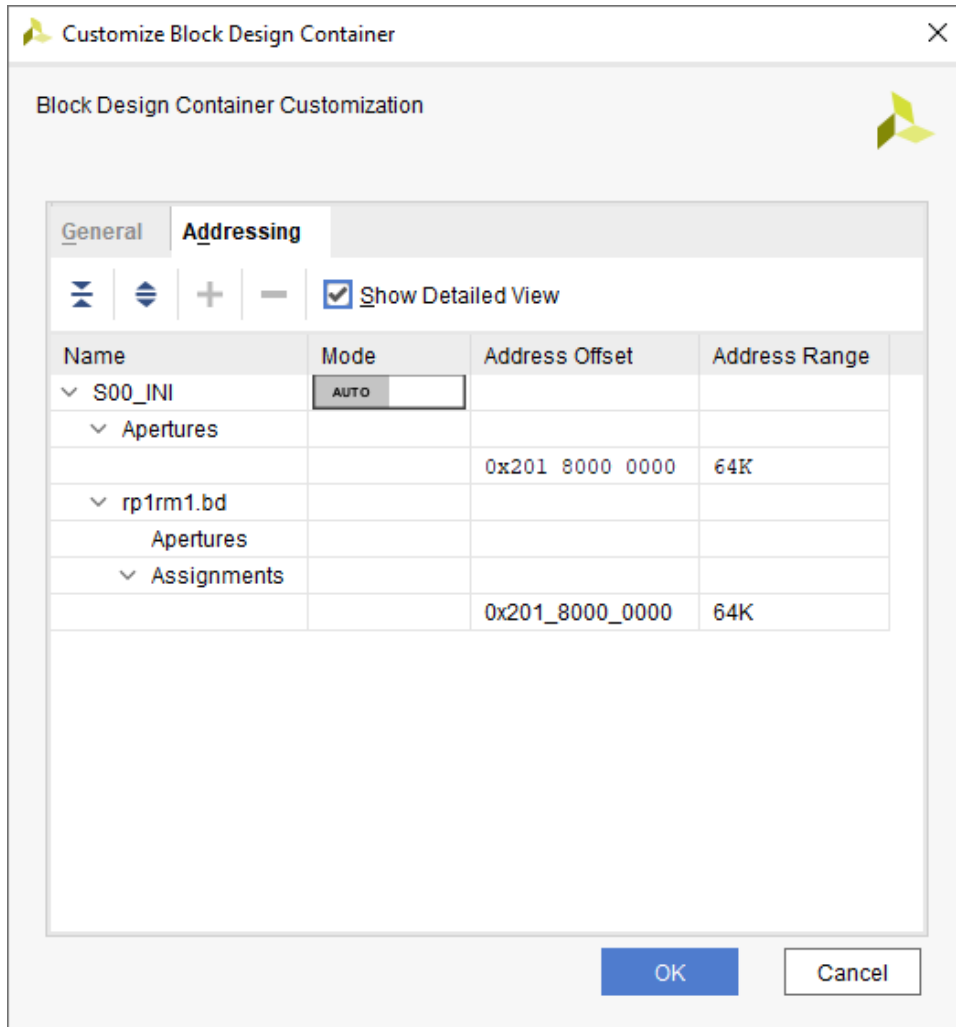 Customize Block Design Container
Block Design Container Customization
General Addressing
Show Detailed View
Name Mode Address Offset Address Range
S00_INI AUTO
Apertures
0x201 8000 0000 64K
rp1rm1.bd
Apertures
Assignments
0x201_8000_0000 64K
OK Cancel